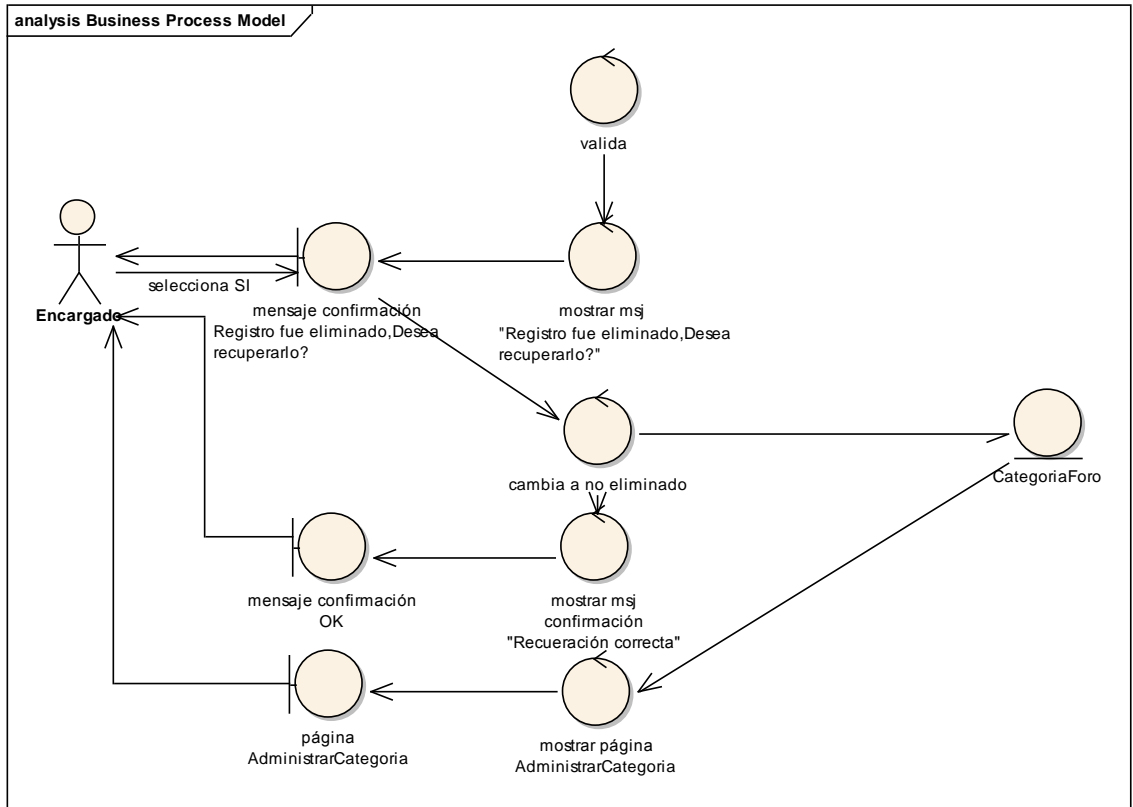 analysis Business Process Model
valida
selecciona SI
Encargado
mensaje confirmación
Registro fue eliminado,Desea
recuperarlo?
mostrar msj
"Registro fue eliminado,Desea
recuperarlo?"
cambia a no eliminado
CategoriaForo
mensaje confirmación
OK
mostrar msj
confirmación
"Recueración correcta"
página
AdministrarCategoria
mostrar página
AdministrarCategoria